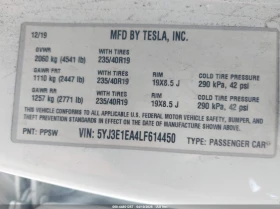 12/19 MFD BY TESLA, INC.
GVWR WITH TIRES
2060 kg (4541 lb) 235/40R19
GAWR FRT WITH TIRES RIM COLD TIRE PRESSURE
1110 kg (2447 lb) 235/40R19 19X8.5 J 290 kPa, 42 psi
GAWR RR WITH TIRES RIM COLD TIRE PRESSURE
1257 kg (2771 lb) 235/40R19 19X8.5 J 290 kPa, 42 psi
THIS VEHICLE CONFORMS TO ALL APPLICABLE
U.S. FEDERAL MOTOR VEHICLE SAFETY, BUMPER, AND
THEFT PREVENTION STANDARDS IN EFFECT ON THE DATE
OF MANUFACTURE SHOWN ABOVE.
PNT: PPSW VIN: 5YJ3E1EA4LF614450 TYPE: PASSENGER CAR